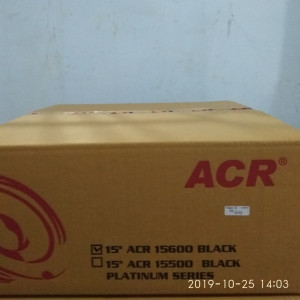 ACR®
15" ACR 15600 BLACK
15" ACR 15500 BLACK
PLATINUM SERIES
2019-10-25 14:03